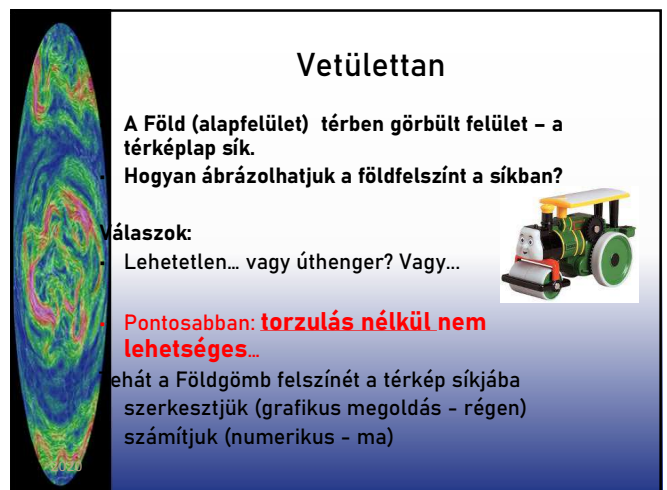 Vetülettan
A Föld (alapfelület) térben görbült felület – a
térképlap sík.
• Hogyan ábrázolhatjuk a földfelszínt a síkban?
Válaszok:
• Lehetetlen… vagy úthenger? Vagy…
• Pontosabban: torzulás nélkül nem
lehetséges…
Tehát a Földgömb felszínét a térkép síkjába
szerkesztjük (grafikus megoldás - régen)
számítjuk (numerikus - ma)
2020